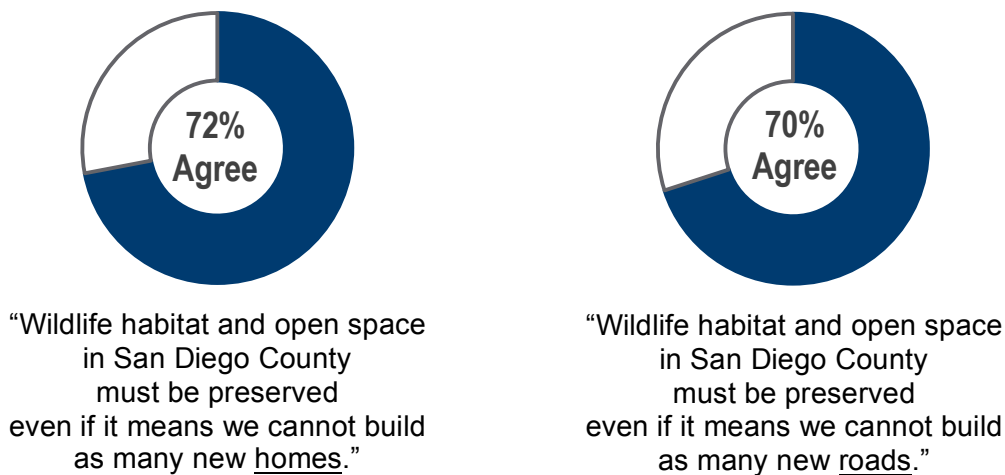 72%
Agree
“Wildlife habitat and open space
in San Diego County
must be preserved
even if it means we cannot build
as many new homes.”
70%
Agree
“Wildlife habitat and open space
in San Diego County
must be preserved
even if it means we cannot build
as many new roads.”